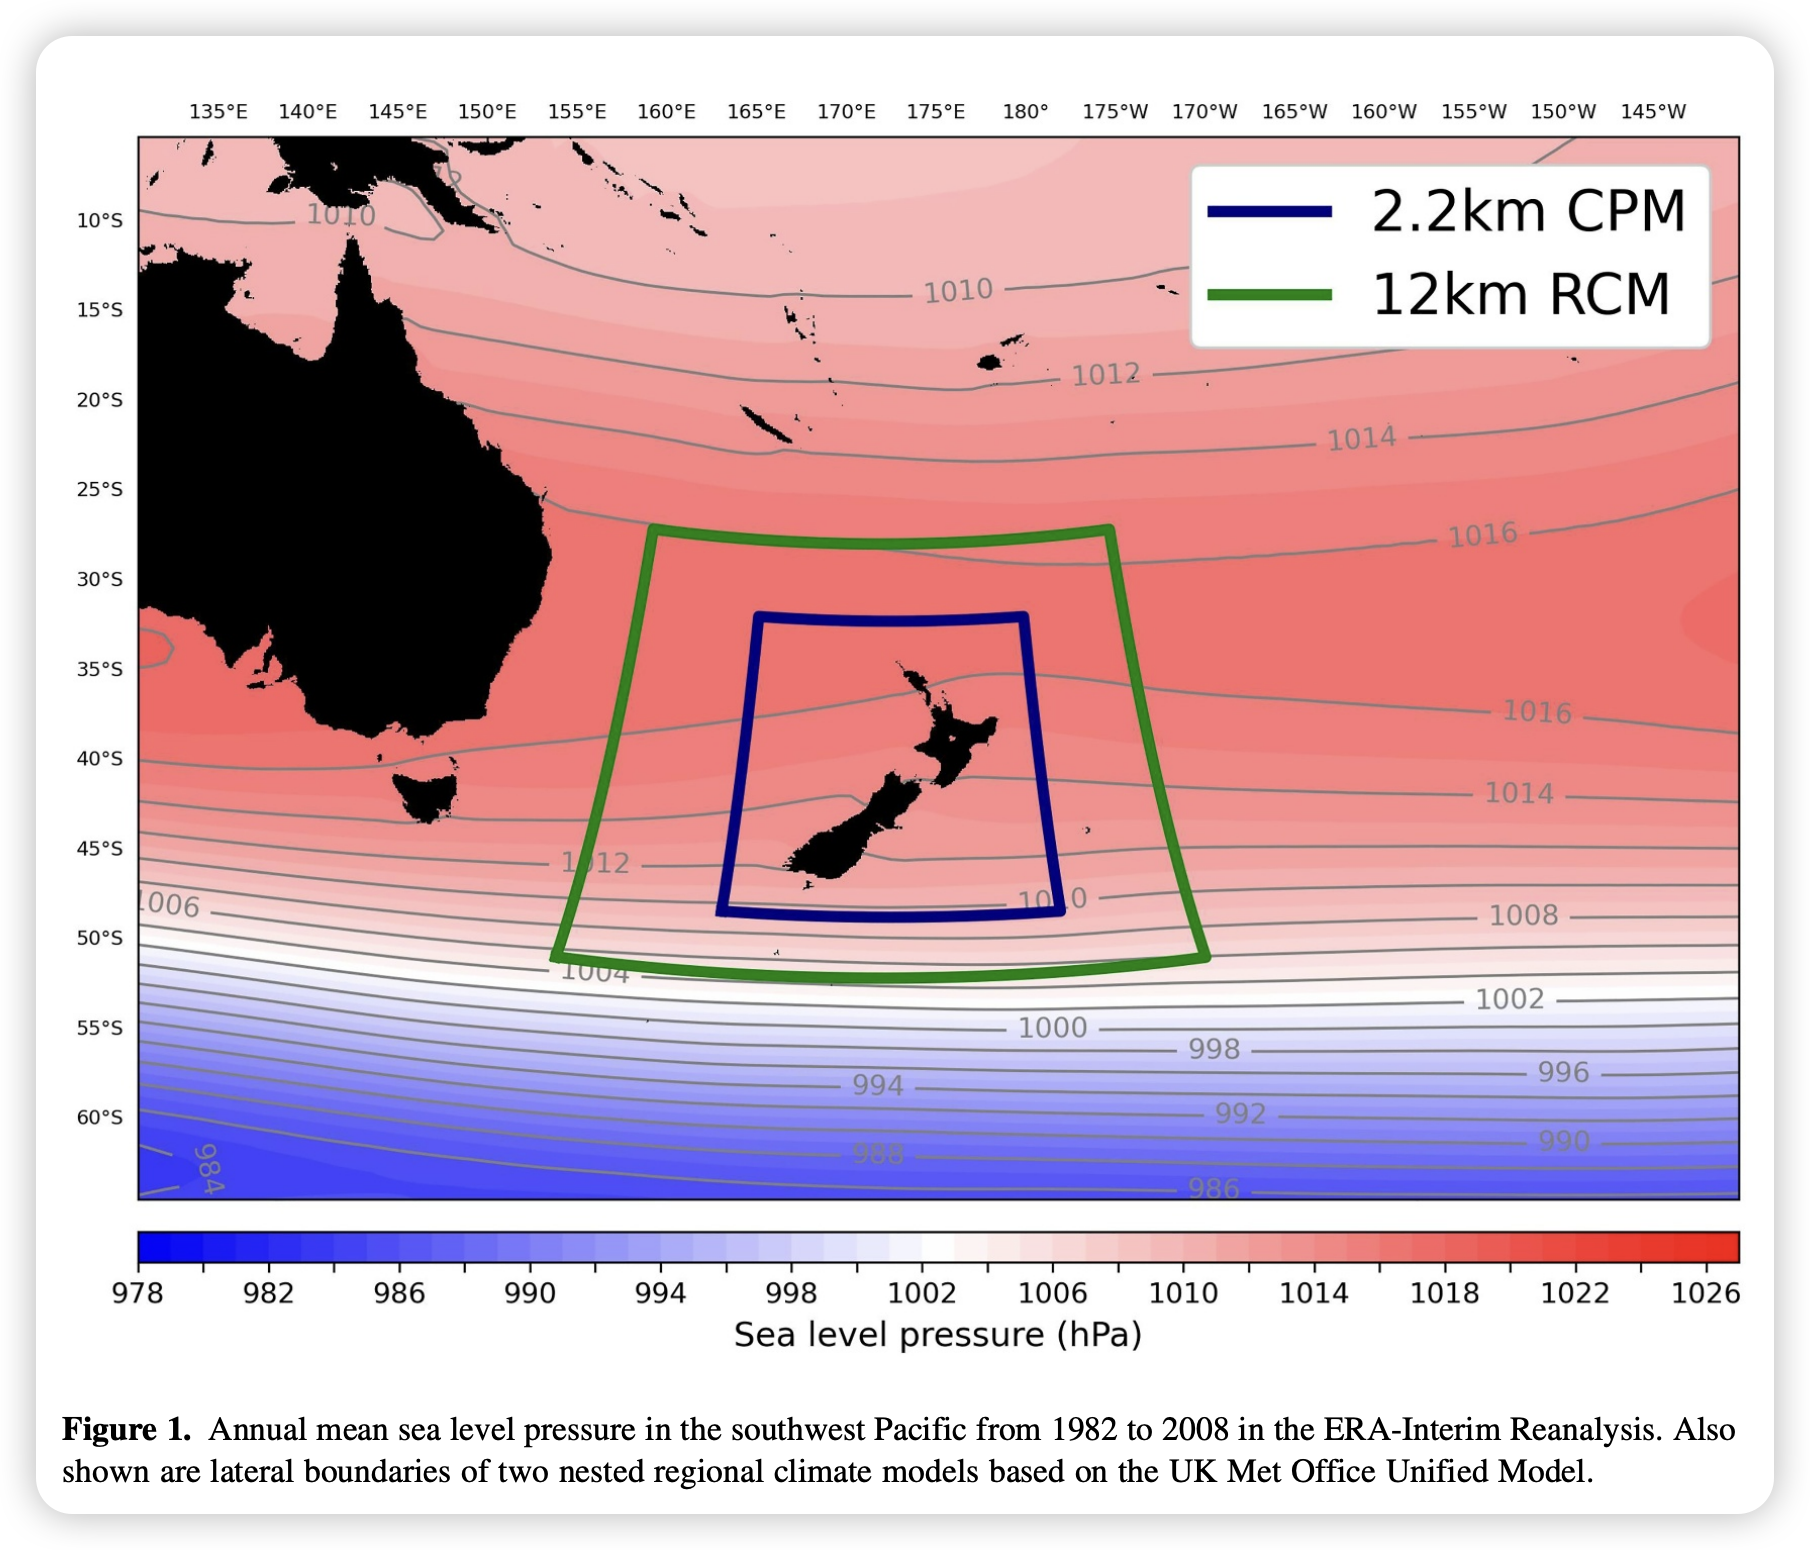 135°E 140°E 145°E 150°E 155°E 160°E 165°E 170°E 175°E 180° 175°W 170°W 165°W 160°W 155°W 150°W 145°W
2.2km CPM
12km RCM
10°S
15°S
20°S
25°S
30°S
35°S
40°S
45°S
50°S
55°S
60°S
1010
1010
1012
1014
1016
1016
1014
1012
1010
1006
1008
1004
1002
1000
998
996
994
992
990
988
984
986
978 982 986 990 994 998 1002 1006 1010 1014 1018 1022 1026
Sea level pressure (hPa)
Figure 1. Annual mean sea level pressure in the southwest Pacific from 1982 to 2008 in the ERA-Interim Reanalysis. Also
shown are lateral boundaries of two nested regional climate models based on the UK Met Office Unified Model.